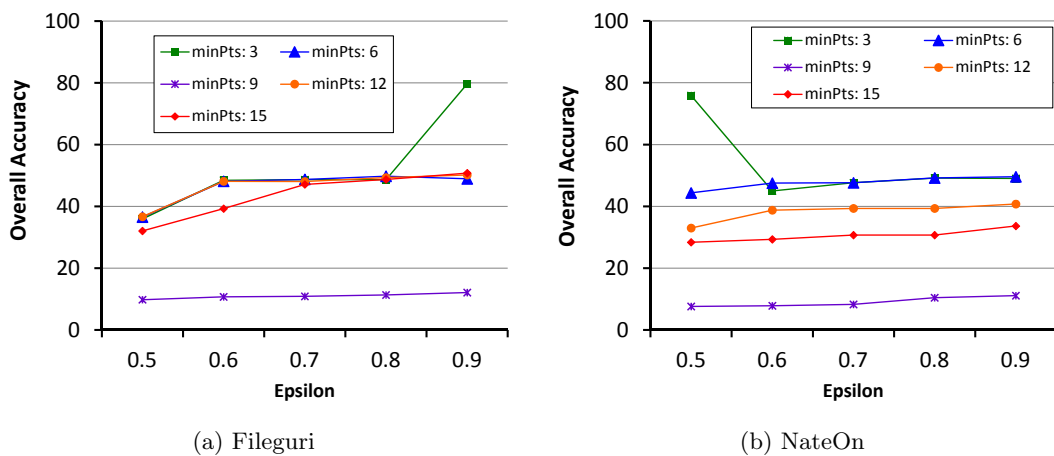 100
80
60
40
20
0
Overall Accuracy
minPts: 3 minPts: 6
minPts: 9 minPts: 12
minPts: 15
0.5 0.6 0.7 0.8 0.9
Epsilon
(a) Fileguri
100
80
60
40
20
0
Overall Accuracy
minPts: 3 minPts: 6
minPts: 9 minPts: 12
minPts: 15
0.5 0.6 0.7 0.8 0.9
Epsilon
(b) NateOn